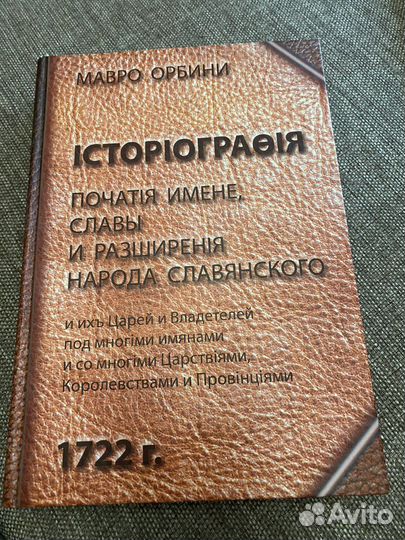 МАВРО ОРБИНИ
ІСТОРІОГРАѲІЯ
ПОЧАТІЯ ИМЕНЕ,
СЛАВЫ
И РАЗШИРЕНІЯ
НАРОДА СЛАВЯНСКОГО
и ихъ Царей и Владетелей
под многіми имянами
и со многіми Царствіями,
Королевствами и Провінціями
1722 г.
Avito